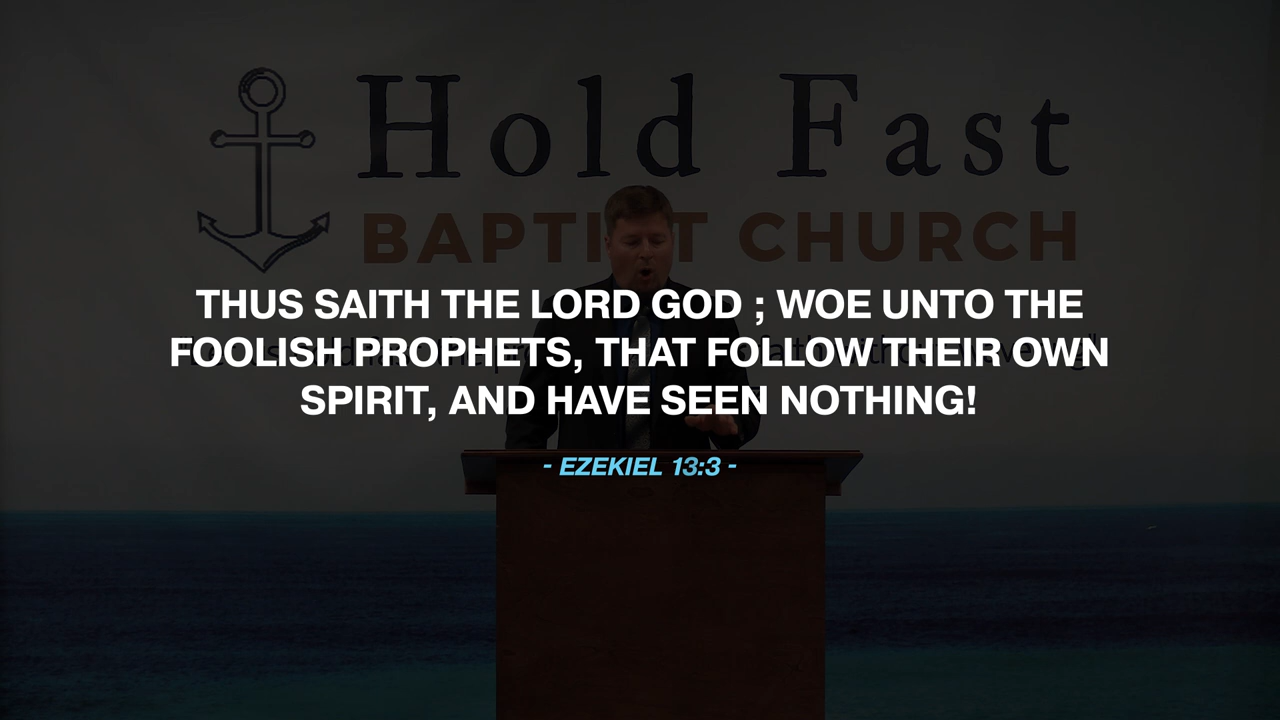 Hold Fast
BAPTIST CHURCH
THUS SAITH THE LORD GOD ; WOE UNTO THE
FOOLISH PROPHETS, THAT FOLLOW THEIR OWN
SPIRIT, AND HAVE SEEN NOTHING!
- EZEKIEL 13:3 -